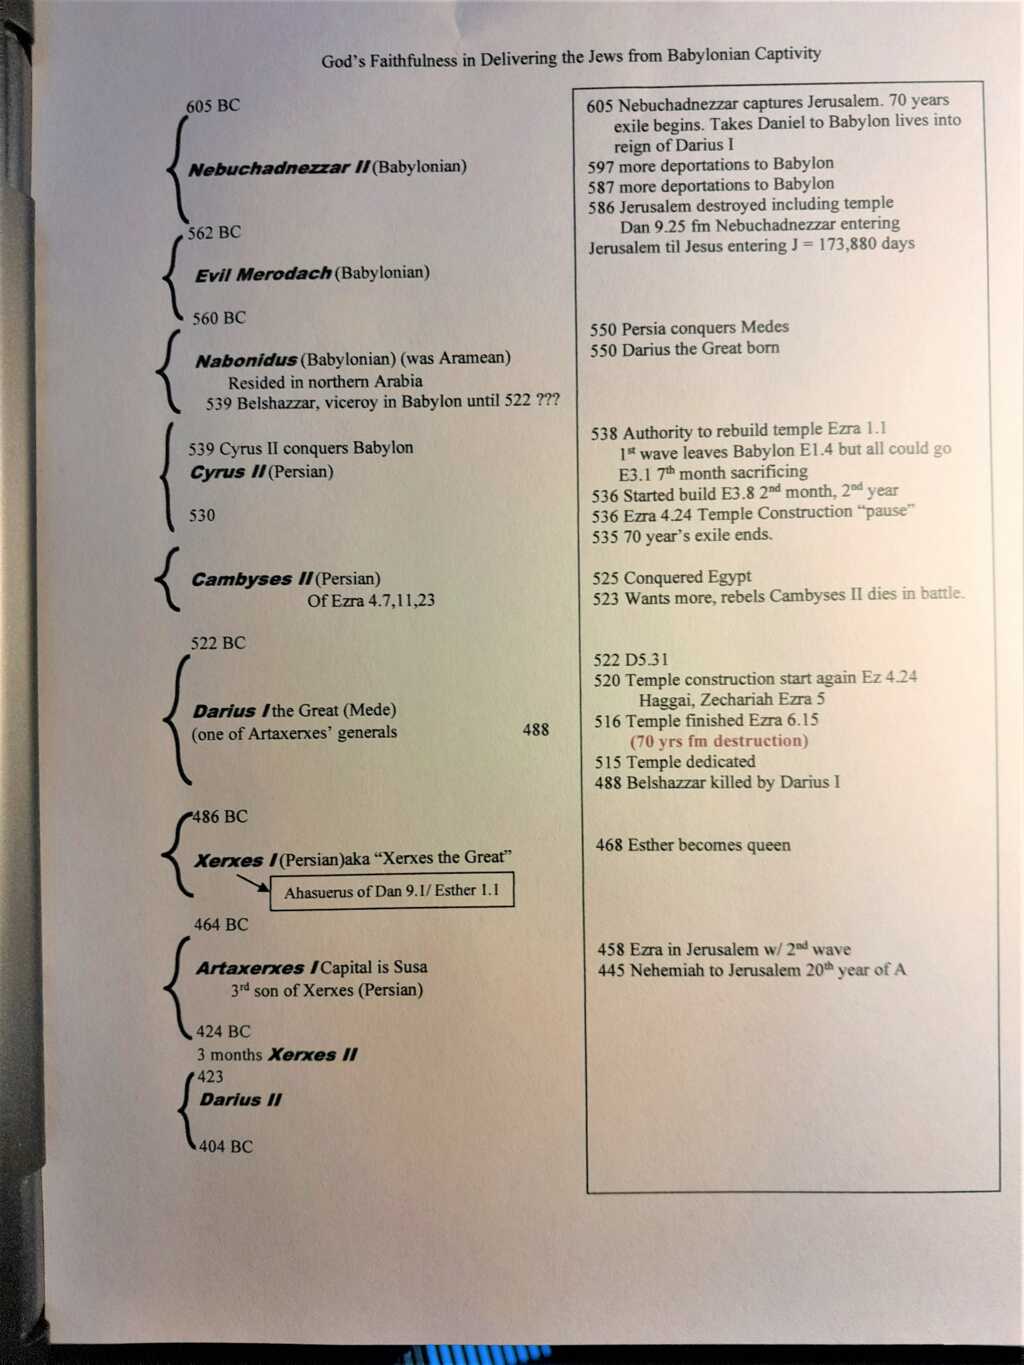 God's Faithfulness in Delivering the Jews from Babylonian Captivity
605 BC
Nebuchadnezzar II (Babylonian)
562 BC
Evil Merodach (Babylonian)
560 BC
Nabonidus (Babylonian) (was Aramean)
Resided in northern Arabia
539 Belshazzar, viceroy in Babylon until 522 ???
539 Cyrus II conquers Babylon
Cyrus II (Persian)
530
Cambyses II (Persian)
Of Ezra 4.7,11,23
522 BC
Darius I the Great (Mede)
(one of Artaxerxes' generals 488
486 BC
Xerxes I (Persian)aka "Xerxes the Great"
Ahasuerus of Dan 9.1/ Esther 1.1
464 BC
Artaxerxes I Capital is Susa
3rd son of Xerxes (Persian)
424 BC
3 months Xerxes II
423
Darius II
404 BC
605 Nebuchadnezzar captures Jerusalem. 70 years
exile begins. Takes Daniel to Babylon lives into
reign of Darius I
597 more deportations to Babylon
587 more deportations to Babylon
586 Jerusalem destroyed including temple
Dan 9.25 fm Nebuchadnezzar entering
Jerusalem til Jesus entering J = 173,880 days
550 Persia conquers Medes
550 Darius the Great born
538 Authority to rebuild temple Ezra 1.1
1st wave leaves Babylon E1.4 but all could go
E3.1 7th month sacrificing
536 Started build E3.8 2nd month, 2nd year
536 Ezra 4.24 Temple Construction "pause"
535 70 year's exile ends.
525 Conquered Egypt
523 Wants more, rebels Cambyses II dies in battle.
522 D5.31
520 Temple construction start again Ez 4.24
Haggai, Zechariah Ezra 5
516 Temple finished Ezra 6.15
(70 yrs fm destruction)
515 Temple dedicated
488 Belshazzar killed by Darius I
468 Esther becomes queen
458 Ezra in Jerusalem w/ 2nd wave
445 Nehemiah to Jerusalem 20th year of A